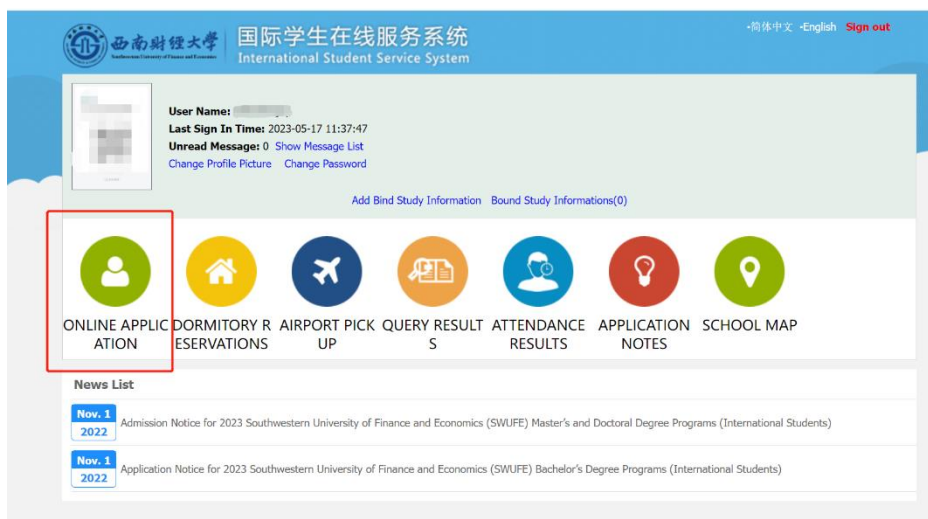 西南财经大学
Southwestern University of Finance and Economics
国际学生在线服务系统
International Student Service System
•简体中文 •English Sign out
User Name:
Last Sign In Time: 2023-05-17 11:37:47
Unread Message: 0 Show Message List
Change Profile Picture Change Password
Add Bind Study Information Bound Study Informations(0)
ONLINE APPLIC
ATION
DORMITORY R
ESERVATIONS
AIRPORT PICK
UP
QUERY RESULT
S
ATTENDANCE
RESULTS
APPLICATION
NOTES
SCHOOL MAP
News List
Nov. 1
2022
Admission Notice for 2023 Southwestern University of Finance and Economics (SWUFE) Master's and Doctoral Degree Programs (International Students)
Nov. 1
2022
Application Notice for 2023 Southwestern University of Finance and Economics (SWUFE) Bachelor's Degree Programs (International Students)